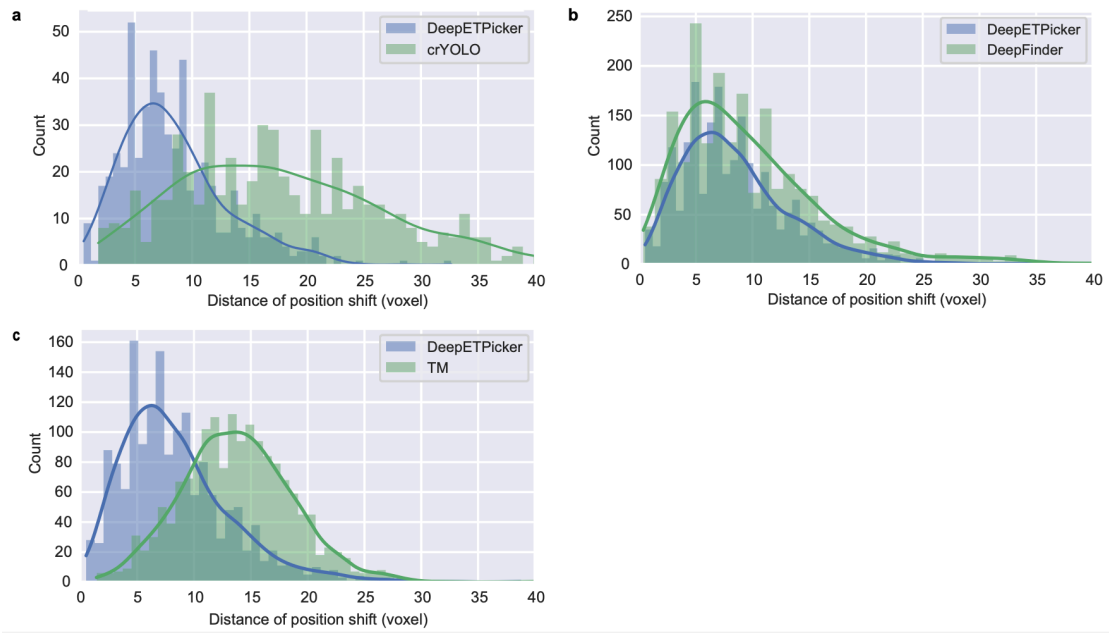 a
50
40
30
20
10
0
Count
DeepETPicker
crYOLO
0 5 10 15 20 25 30 35 40
Distance of position shift (voxel)
b
250
200
150
100
50
0
Count
DeepETPicker
DeepFinder
0 5 10 15 20 25 30 35 40
Distance of position shift (voxel)
c
160
140
120
100
80
60
40
20
0
Count
DeepETPicker
TM
0 5 10 15 20 25 30 35 40
Distance of position shift (voxel)